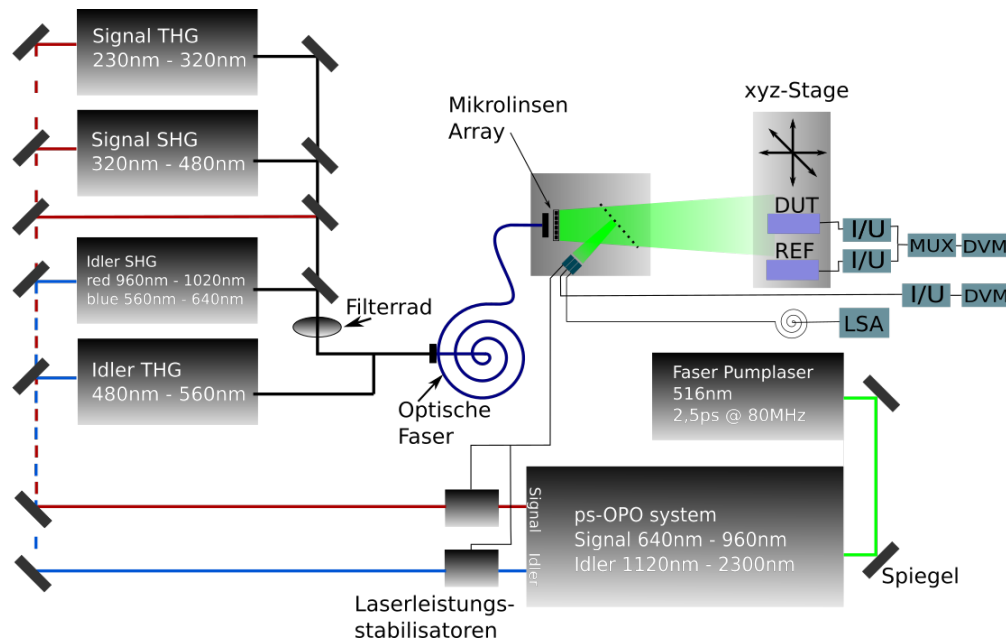 Signal THG
230nm - 320nm
Signal SHG
320nm - 480nm
Idler SHG
red 960nm - 1020nm
blue 560nm - 640nm
Idler THG
480nm - 560nm
Filterrad
Optische
Faser
Mikrolinsen
Array
xyz-Stage
DUT
REF
I/U
I/U
MUX
DVM
I/U
DVM
LSA
Faser Pumplaser
516nm
2,5ps @ 80MHz
Signal
Idler
ps-OPO system
Signal 640nm - 960nm
Idler 1120nm - 2300nm
Spiegel
Laserleistungs-
stabilisatoren